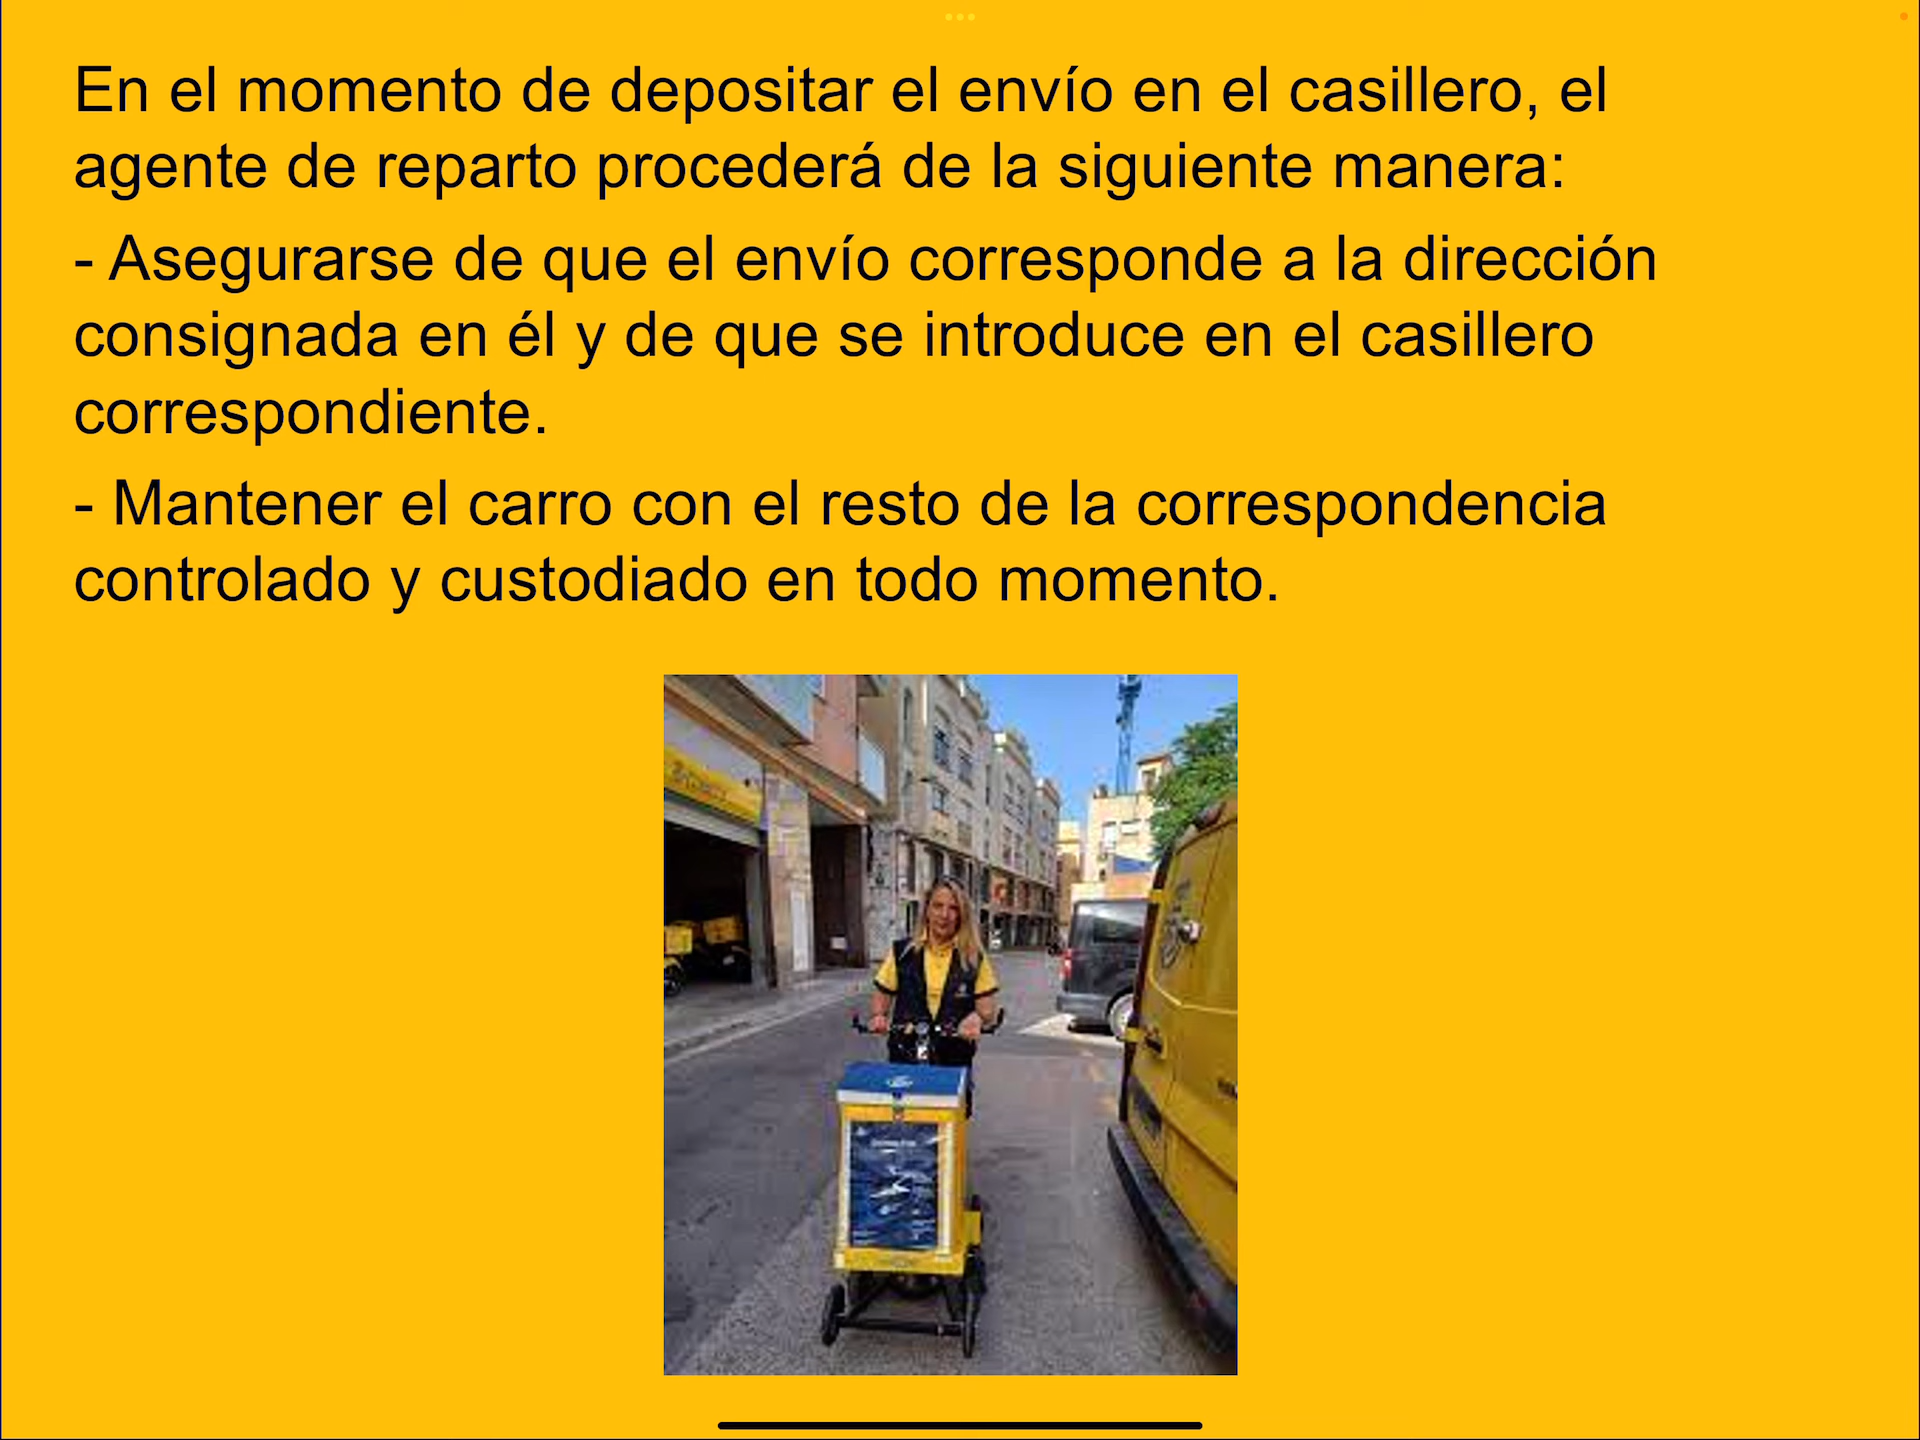 En el momento de depositar el envío en el casillero, el
agente de reparto procederá de la siguiente manera:
- Asegurarse de que el envío corresponde a la dirección
consignada en él y de que se introduce en el casillero
correspondiente.
- Mantener el carro con el resto de la correspondencia
controlado y custodiado en todo momento.